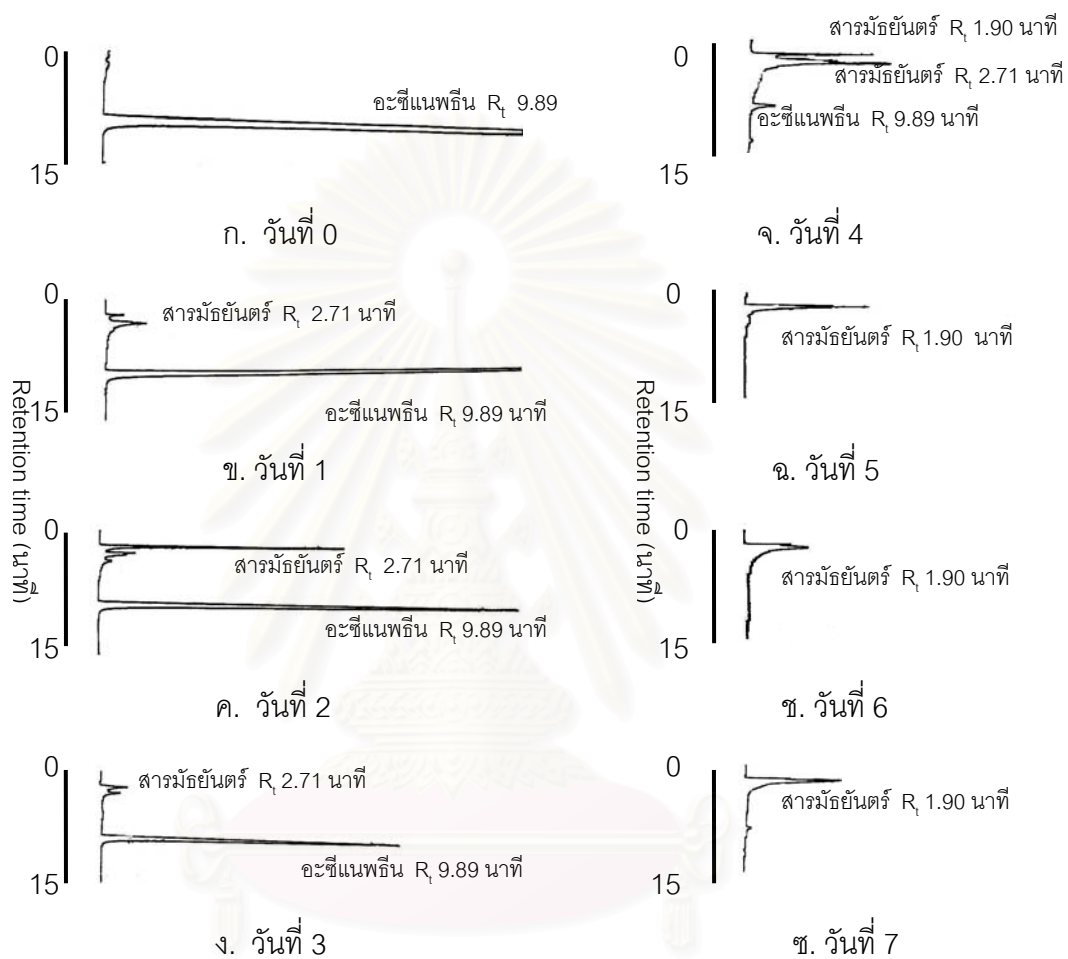 0
อะซีแนพธีน Rt 9.89
15
ก. วันที่ 0
0
สารมัธยันตร์ Rt 2.71 นาที
15
อะซีแนพธีน Rt 9.89 นาที
ข. วันที่ 1
Retention time (นาที)
0
สารมัธยันตร์ Rt 2.71 นาที
อะซีแนพธีน Rt 9.89 นาที
15
ค. วันที่ 2
0
สารมัธยันตร์ Rt 2.71 นาที
อะซีแนพธีน Rt 9.89 นาที
15
ง. วันที่ 3
สารมัธยันตร์ Rt 1.90 นาที
0
สารมัธยันตร์ Rt 2.71 นาที
อะซีแนพธีน Rt 9.89 นาที
15
จ. วันที่ 4
0
สารมัธยันตร์ Rt 1.90 นาที
15
ฉ. วันที่ 5
Retention time (นาที)
0
สารมัธยันตร์ Rt 1.90 นาที
15
ช. วันที่ 6
0
สารมัธยันตร์ Rt 1.90 นาที
15
ซ. วันที่ 7